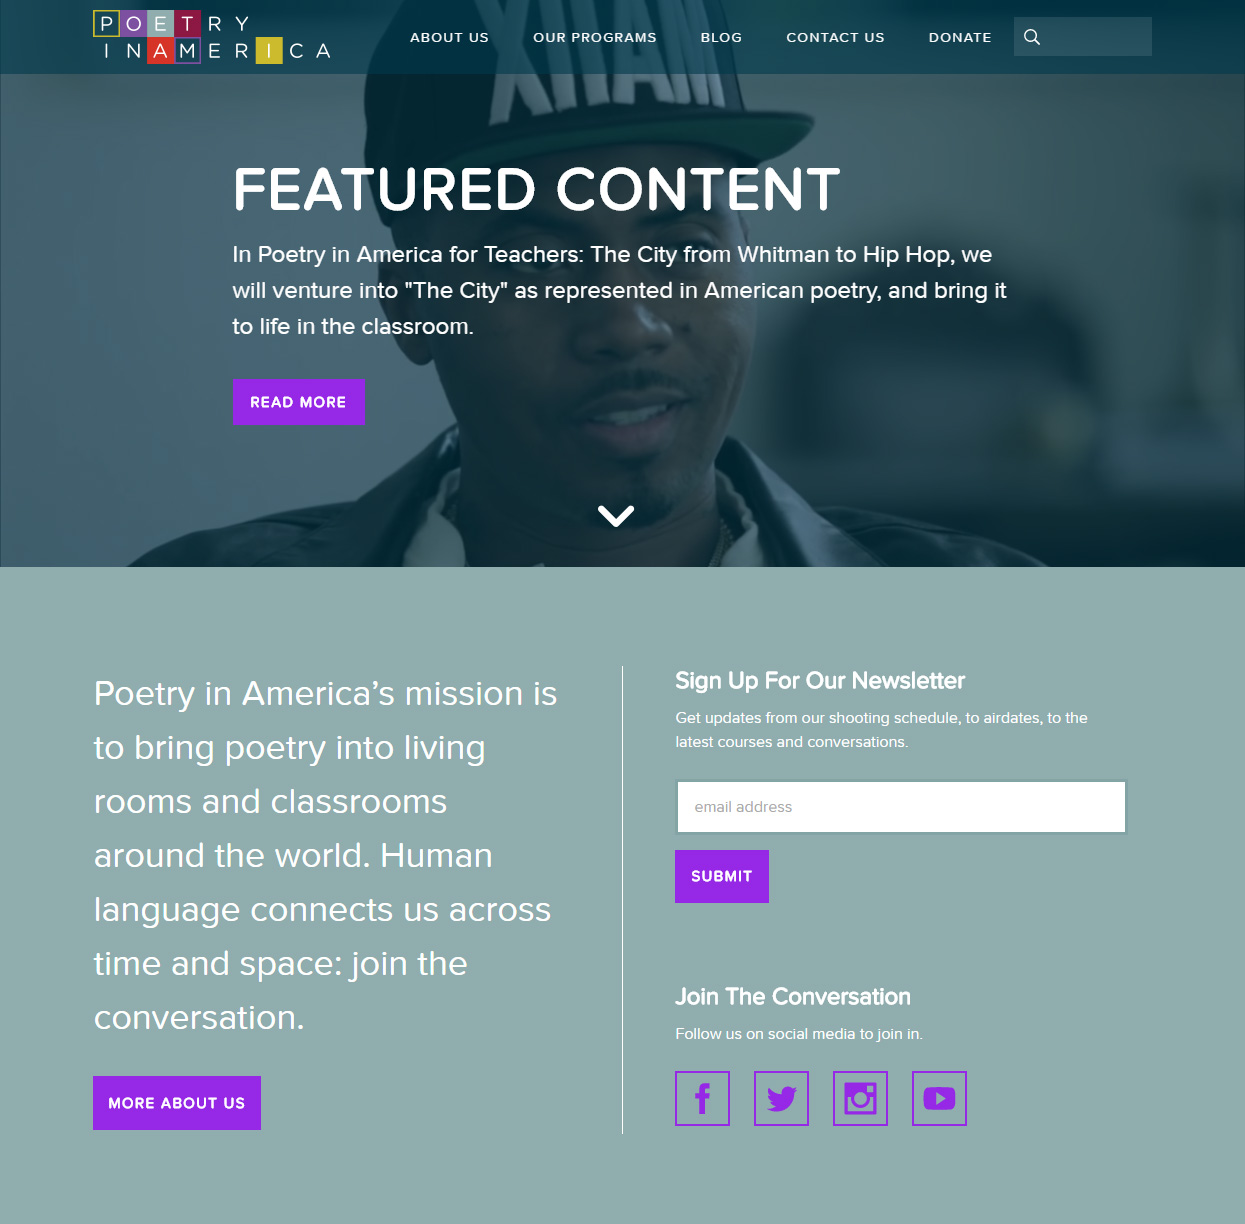 POETRY
IN AMERICA
ABOUT US
OUR PROGRAMS
BLOG
CONTACT US
DONATE
FEATURED CONTENT
In Poetry in America for Teachers: The City from Whitman to Hip Hop, we
will venture into "The City" as represented in American poetry, and bring it
to life in the classroom.
READ MORE
Poetry in America’s mission is
to bring poetry into living
rooms and classrooms
around the world. Human
language connects us across
time and space: join the
conversation.
MORE ABOUT US
Sign Up For Our Newsletter
Get updates from our shooting schedule, to airdates, to the
latest courses and conversations.
email address
SUBMIT
Join The Conversation
Follow us on social media to join in.